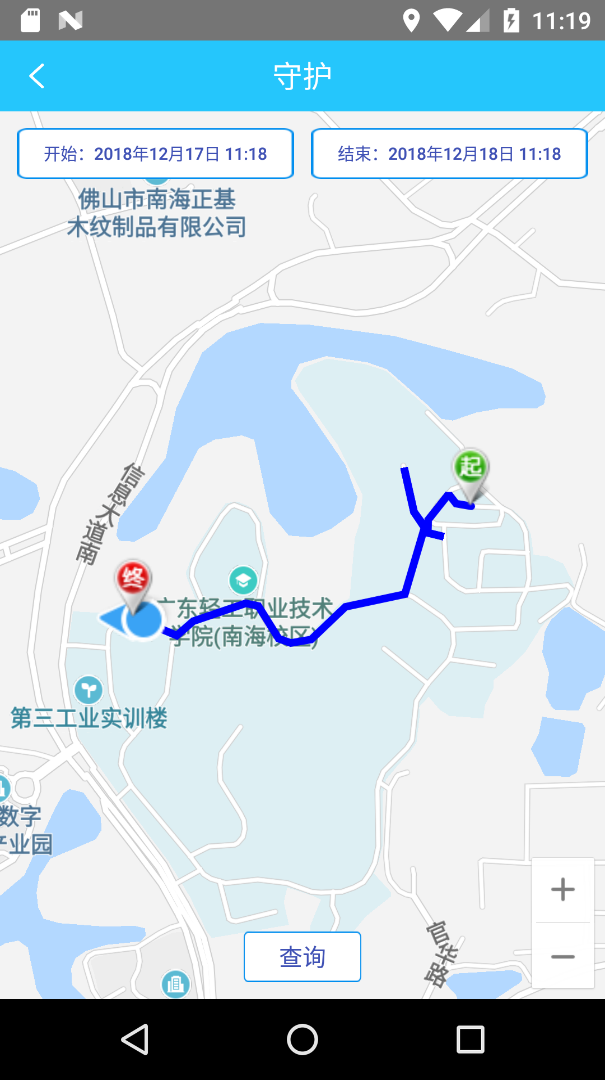 11:19
守护
开始：2018年12月17日 11:18
结束：2018年12月18日 11:18
佛山市南海正基
木纹制品有限公司
信息大道南
起
终
广东轻工职业技术
学院(南海校区)
第三工业实训楼
数字
产业园
官华路
查询